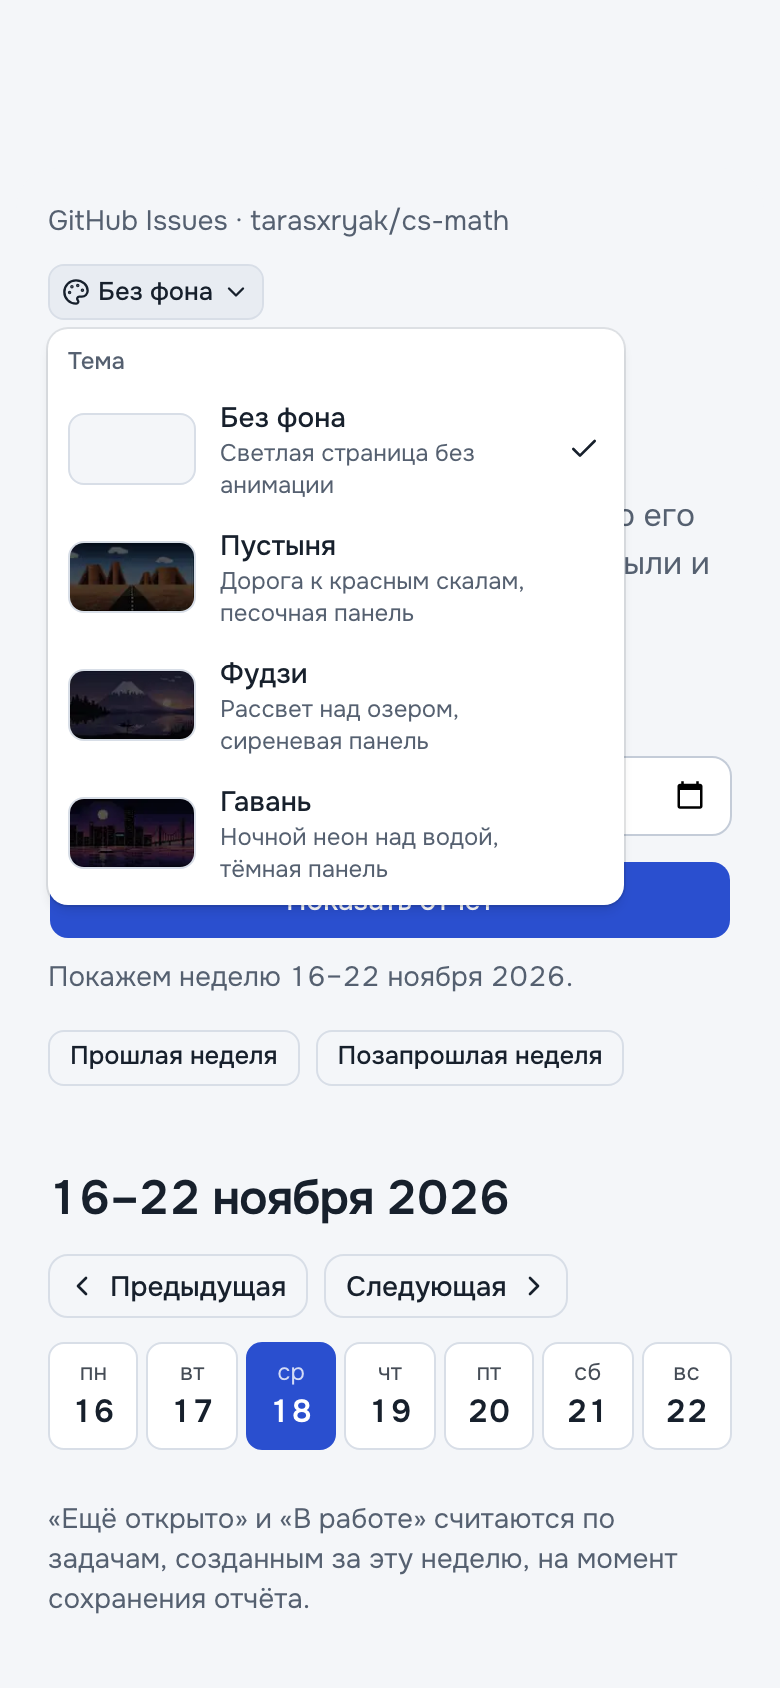 GitHub Issues · tarasxryak/cs-math
Без фона
Тема
Без фона
Светлая страница без
анимации
Пустыня
Дорога к красным скалам,
песочная панель
Фудзи
Рассвет над озером,
сиреневая панель
Гавань
Ночной неон над водой,
тёмная панель
его
и
Покажем неделю 16–22 ноября 2026.
Прошлая неделя
Позапрошлая неделя
16–22 ноября 2026
Предыдущая
Следующая
пн
16
вт
17
ср
18
чт
19
пт
20
сб
21
вс
22
«Ещё открыто» и «В работе» считаются по
задачам, созданным за эту неделю, на момент
сохранения отчёта.